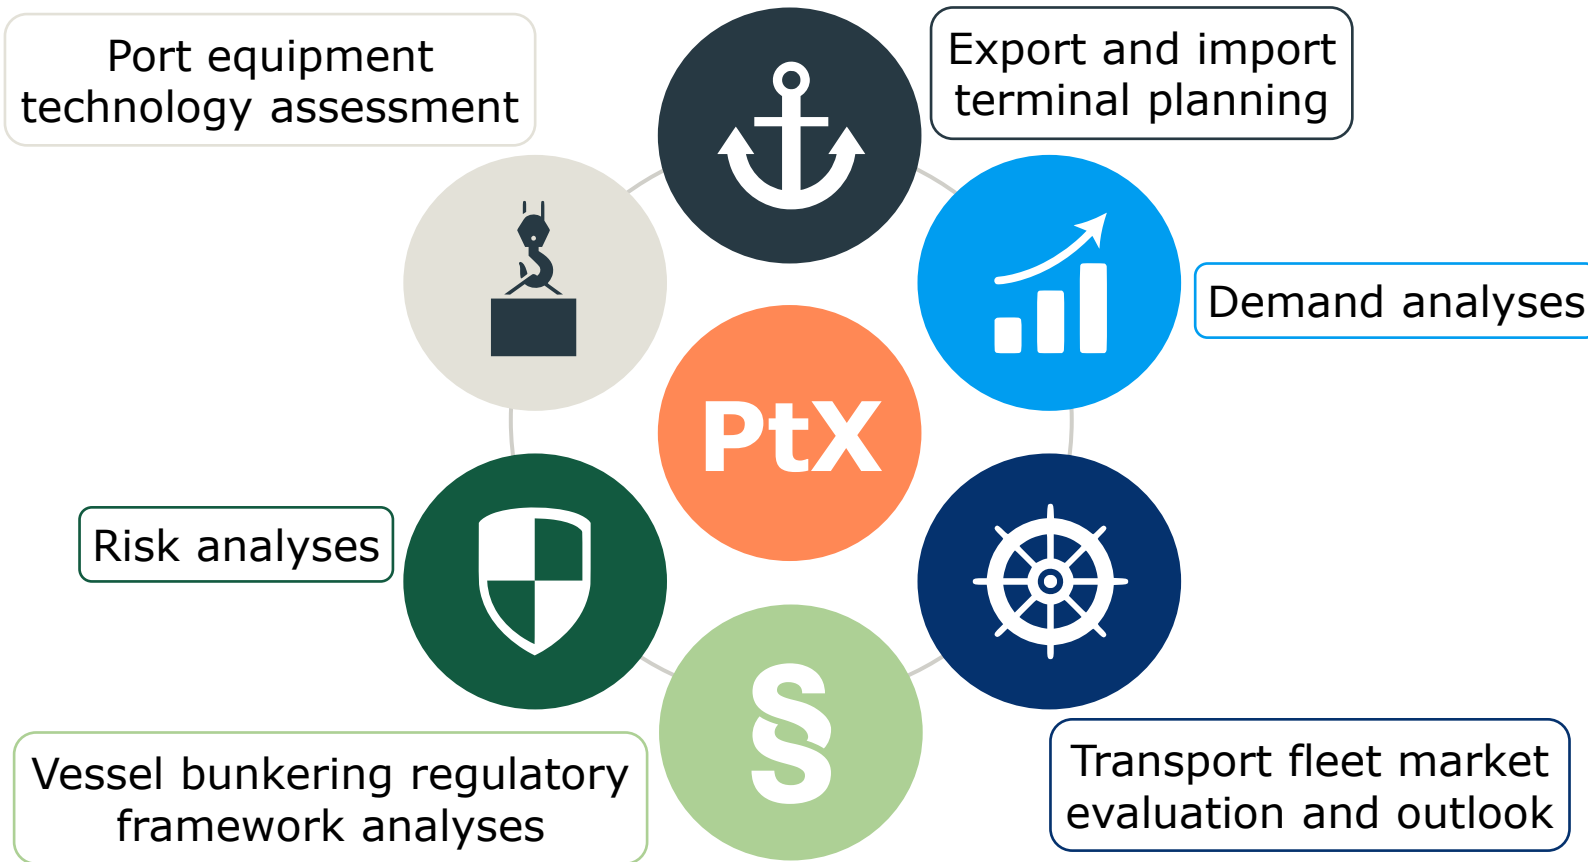 Port equipment
technology assessment
Export and import
terminal planning
Demand analyses
PtX
Risk analyses
§
Vessel bunkering regulatory
framework analyses
Transport fleet market
evaluation and outlook